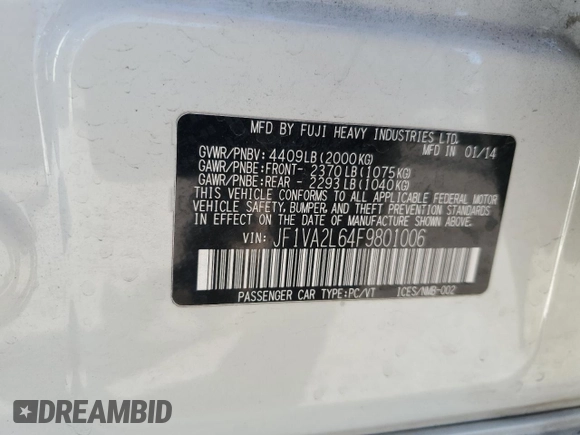 MFD BY FUJI HEAVY INDUSTRIES LTD.
MFD IN 01/14
GVWR/PNBV: 4409LB (2000KG)
GAWR/PNBE:FRONT- 2370LB (1075KG)
GAWR/PNBE:REAR - 2293LB (1040KG)
THIS VEHICLE CONFORMS TO ALL APPLICABLE FEDERAL MOTOR
VEHICLE SAFETY, BUMPER, AND THEFT PREVENTION STANDARDS
IN EFFECT ON THE DATE OF MANUFACTURE SHOWN ABOVE.
VIN: JF1VA2L64F9801006
PASSENGER CAR TYPE:PC/VT ICES/NMB-002
DREAMBID